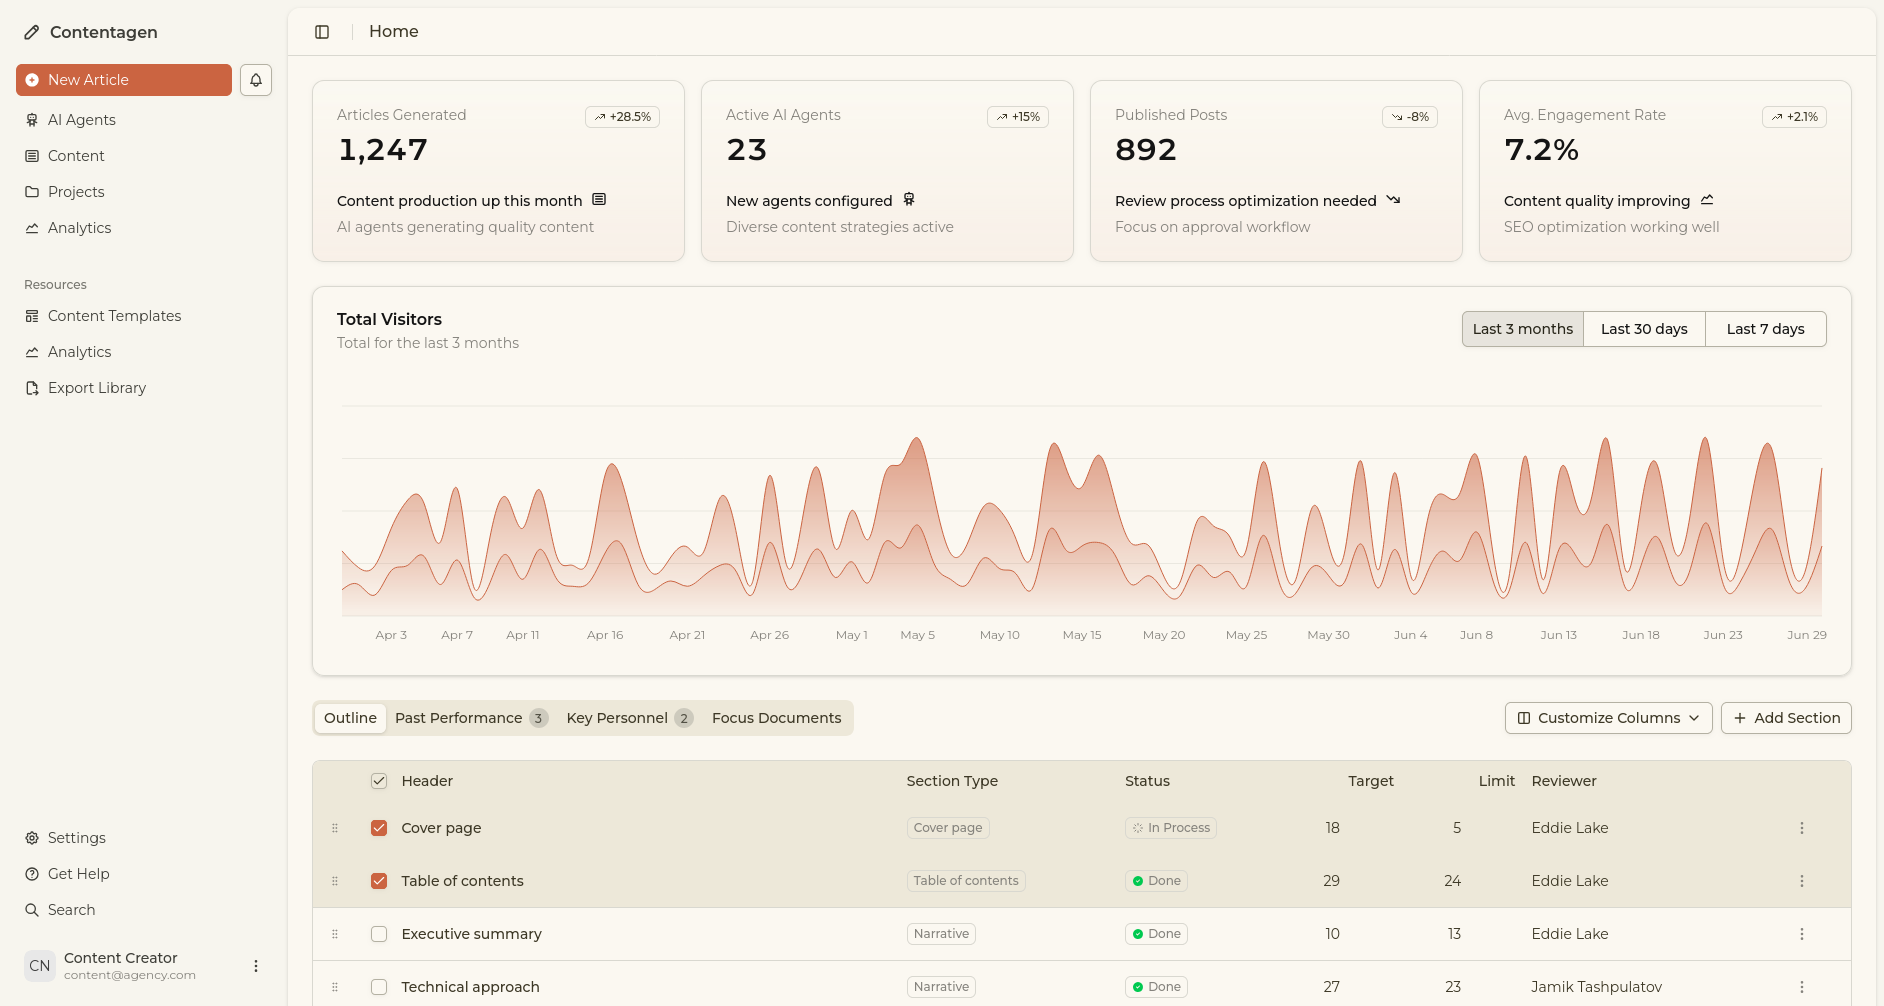 Contentagen
New Article
AI Agents
Content
Projects
Analytics
Resources
Content Templates
Analytics
Export Library
Settings
Get Help
Search
CN
Content Creator
content@agency.com
Home
Articles Generated
+28.5%
1,247
Content production up this month
AI agents generating quality content
Active AI Agents
+15%
23
New agents configured
Diverse content strategies active
Published Posts
-8%
892
Review process optimization needed
Focus on approval workflow
Avg. Engagement Rate
+2.1%
7.2%
Content quality improving
SEO optimization working well
Total Visitors
Total for the last 3 months
Last 3 months Last 30 days Last 7 days
Apr 3 Apr 7 Apr 11 Apr 16 Apr 21 Apr 26 May 1 May 5 May 10 May 15 May 20 May 25 May 30 Jun 4 Jun 8 Jun 13 Jun 18 Jun 23 Jun 29
Outline Past Performance 3 Key Personnel 2 Focus Documents
Customize Columns Add Section
Header Section Type Status Target Limit Reviewer
Cover page Cover page In Process 18 5 Eddie Lake
Table of contents Table of contents Done 29 24 Eddie Lake
Executive summary Narrative Done 10 13 Eddie Lake
Technical approach Narrative Done 27 23 Jamik Tashpulatov